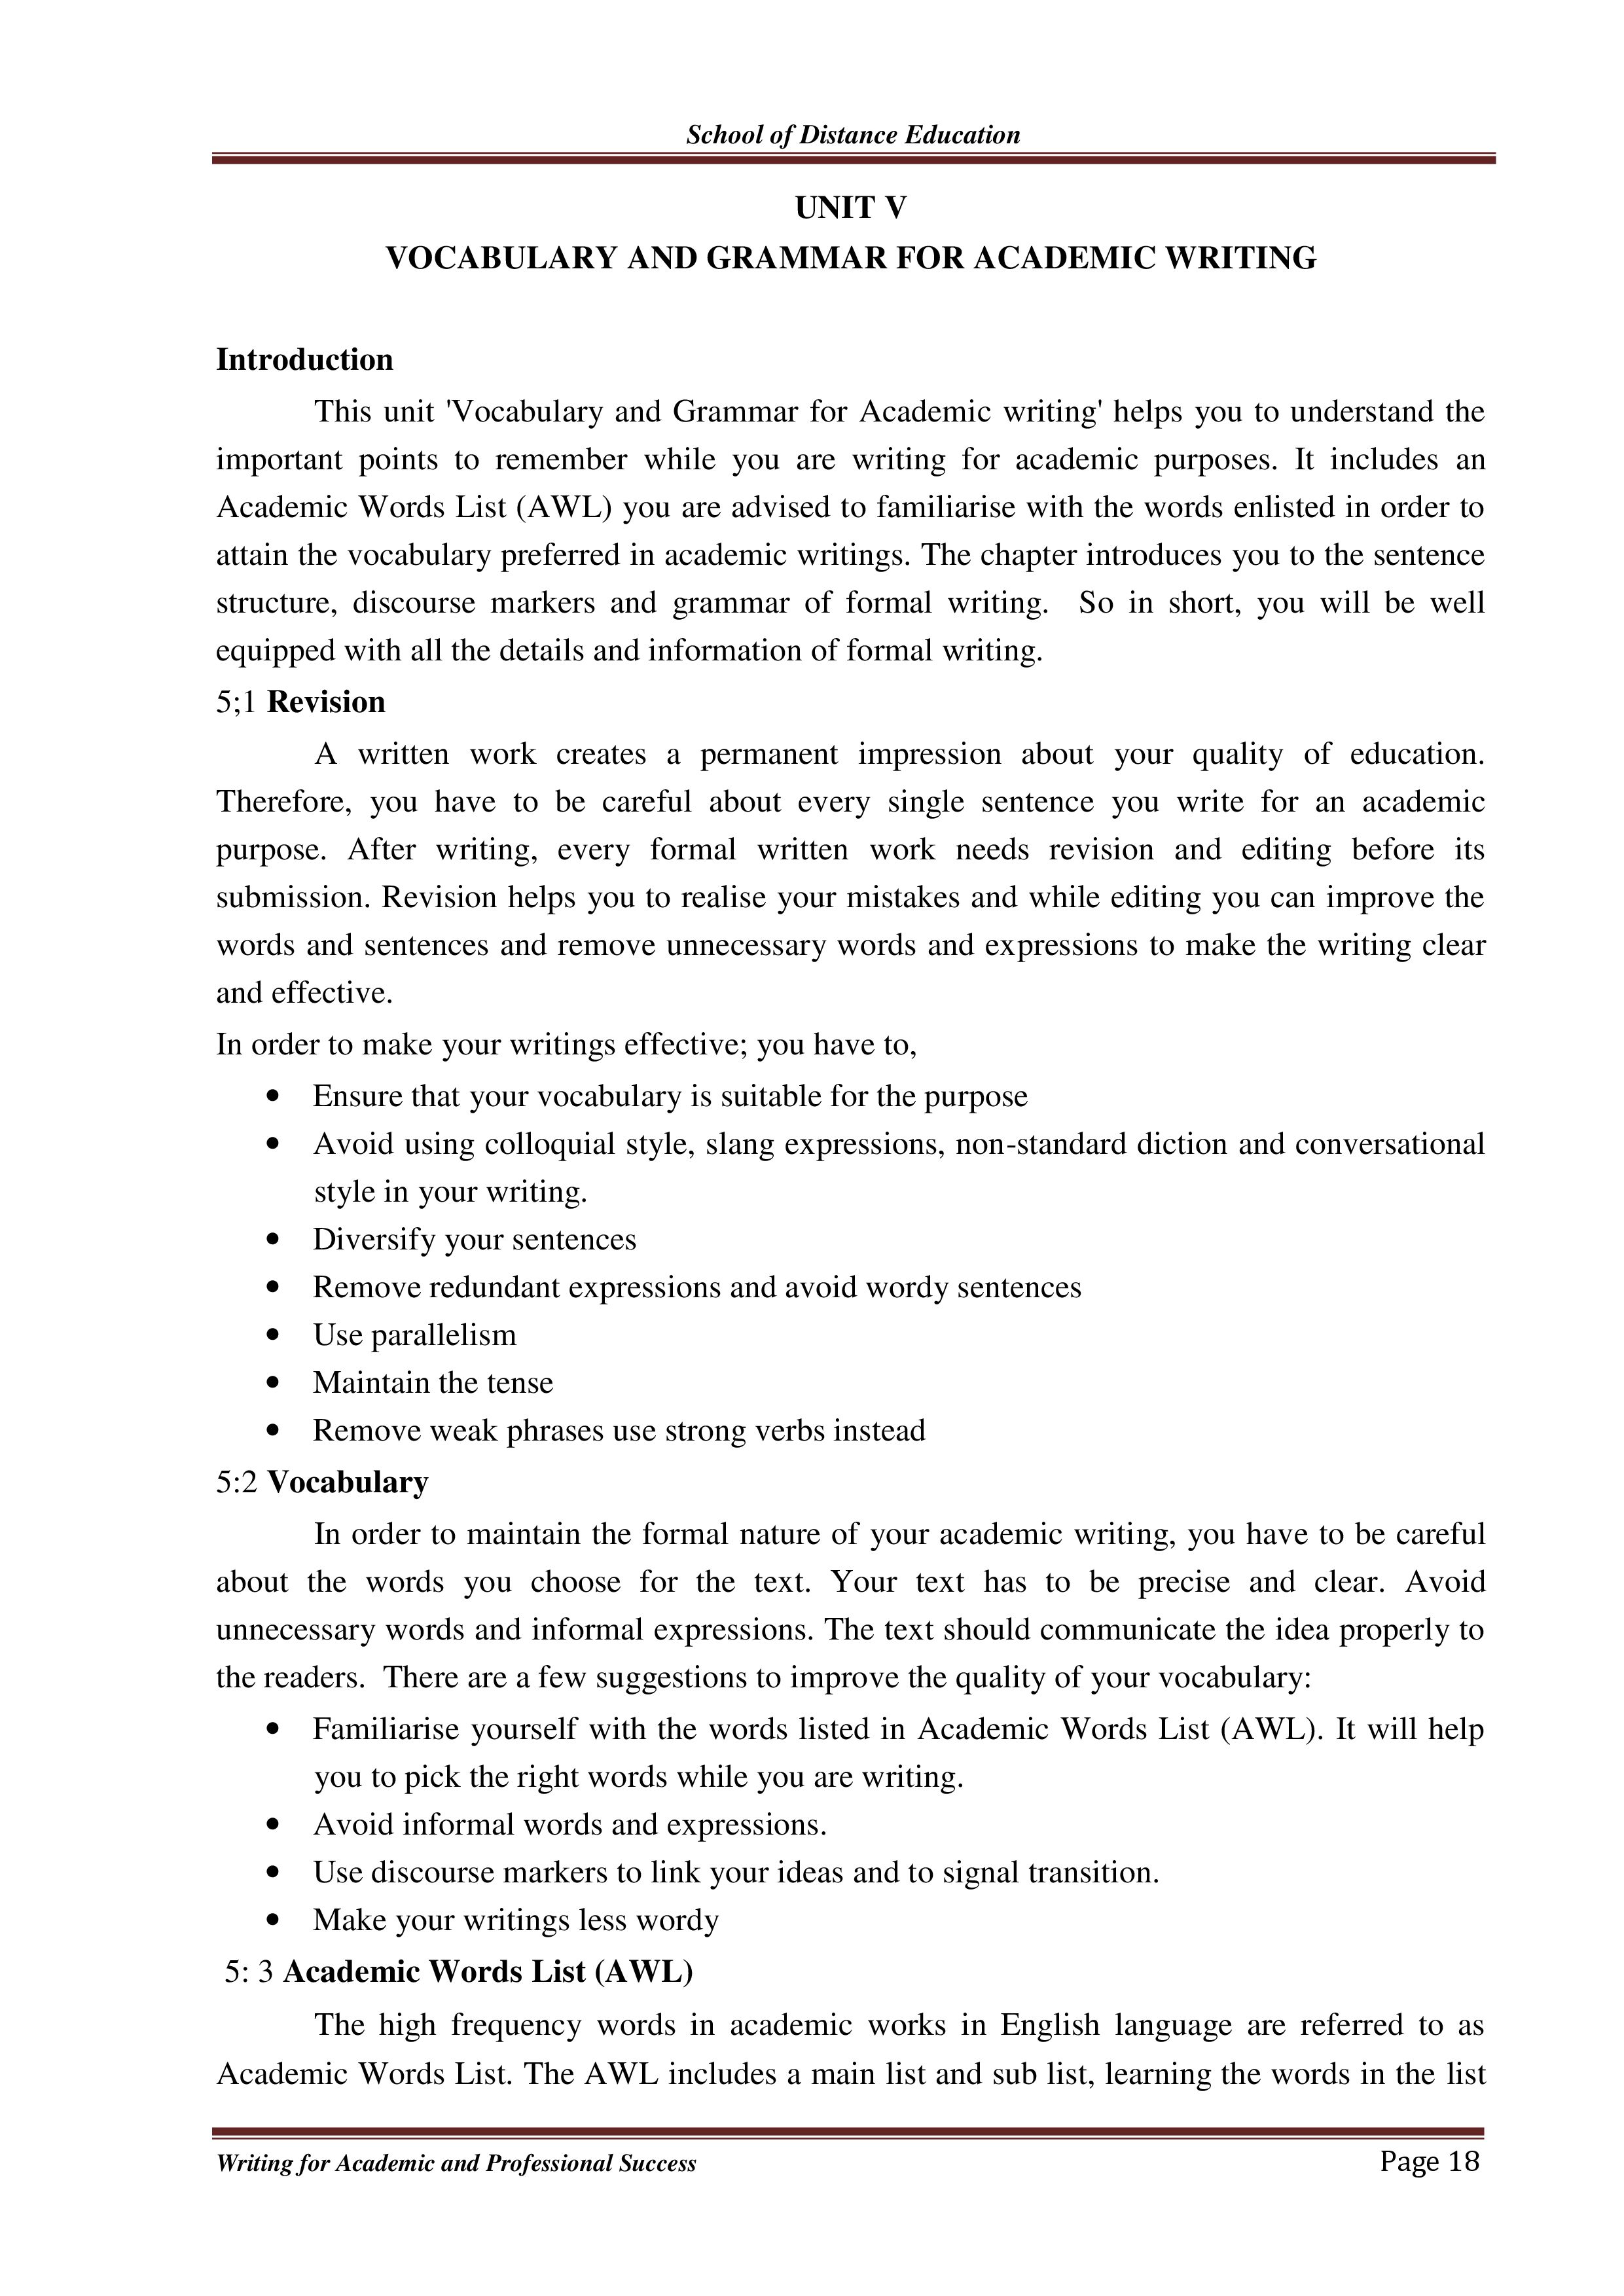 School of Distance Education
UNIT V
VOCABULARY AND GRAMMAR FOR ACADEMIC WRITING
Introduction
This unit 'Vocabulary and Grammar for Academic writing' helps you to understand the
important points to remember while you are writing for academic purposes. It includes an
Academic Words List (AWL) you are advised to familiarise with the words enlisted in order to
attain the vocabulary preferred in academic writings. The chapter introduces you to the sentence
structure, discourse markers and grammar of formal writing.  So in short, you will be well
equipped with all the details and information of formal writing.
5;1 Revision
A written work creates a permanent impression about your quality of education.
Therefore, you have to be careful about every single sentence you write for an academic
purpose. After writing, every formal written work needs revision and editing before its
submission. Revision helps you to realise your mistakes and while editing you can improve the
words and sentences and remove unnecessary words and expressions to make the writing clear
and effective.
In order to make your writings effective; you have to,
• Ensure that your vocabulary is suitable for the purpose
• Avoid using colloquial style, slang expressions, non-standard diction and conversational
style in your writing.
• Diversify your sentences
• Remove redundant expressions and avoid wordy sentences
• Use parallelism
• Maintain the tense
• Remove weak phrases use strong verbs instead
5:2 Vocabulary
In order to maintain the formal nature of your academic writing, you have to be careful
about the words you choose for the text. Your text has to be precise and clear. Avoid
unnecessary words and informal expressions. The text should communicate the idea properly to
the readers.  There are a few suggestions to improve the quality of your vocabulary:
• Familiarise yourself with the words listed in Academic Words List (AWL). It will help
you to pick the right words while you are writing.
• Avoid informal words and expressions.
• Use discourse markers to link your ideas and to signal transition.
• Make your writings less wordy
5: 3 Academic Words List (AWL)
The high frequency words in academic works in English language are referred to as
Academic Words List. The AWL includes a main list and sub list, learning the words in the list
Writing for Academic and Professional Success
Page 18